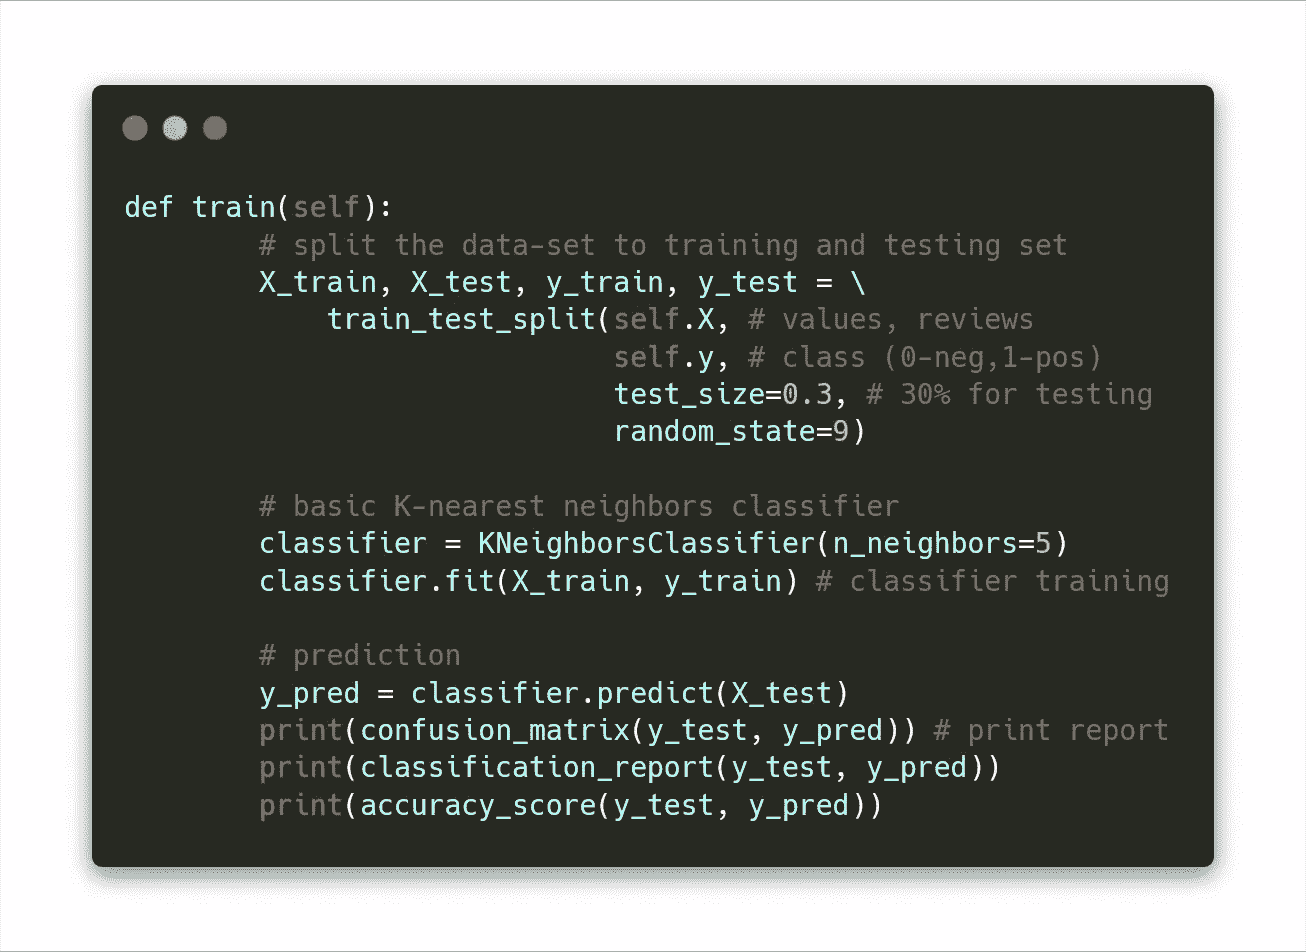 def train(self):
        # split the data-set to training and testing set
        X_train, X_test, y_train, y_test = \
            train_test_split(self.X, # values, reviews
                             self.y, # class (0-neg,1-pos)
                             test_size=0.3, # 30% for testing
                             random_state=9)

        # basic K-nearest neighbors classifier
        classifier = KNeighborsClassifier(n_neighbors=5)
        classifier.fit(X_train, y_train) # classifier training

        # prediction
        y_pred = classifier.predict(X_test)
        print(confusion_matrix(y_test, y_pred)) # print report
        print(classification_report(y_test, y_pred))
        print(accuracy_score(y_test, y_pred))